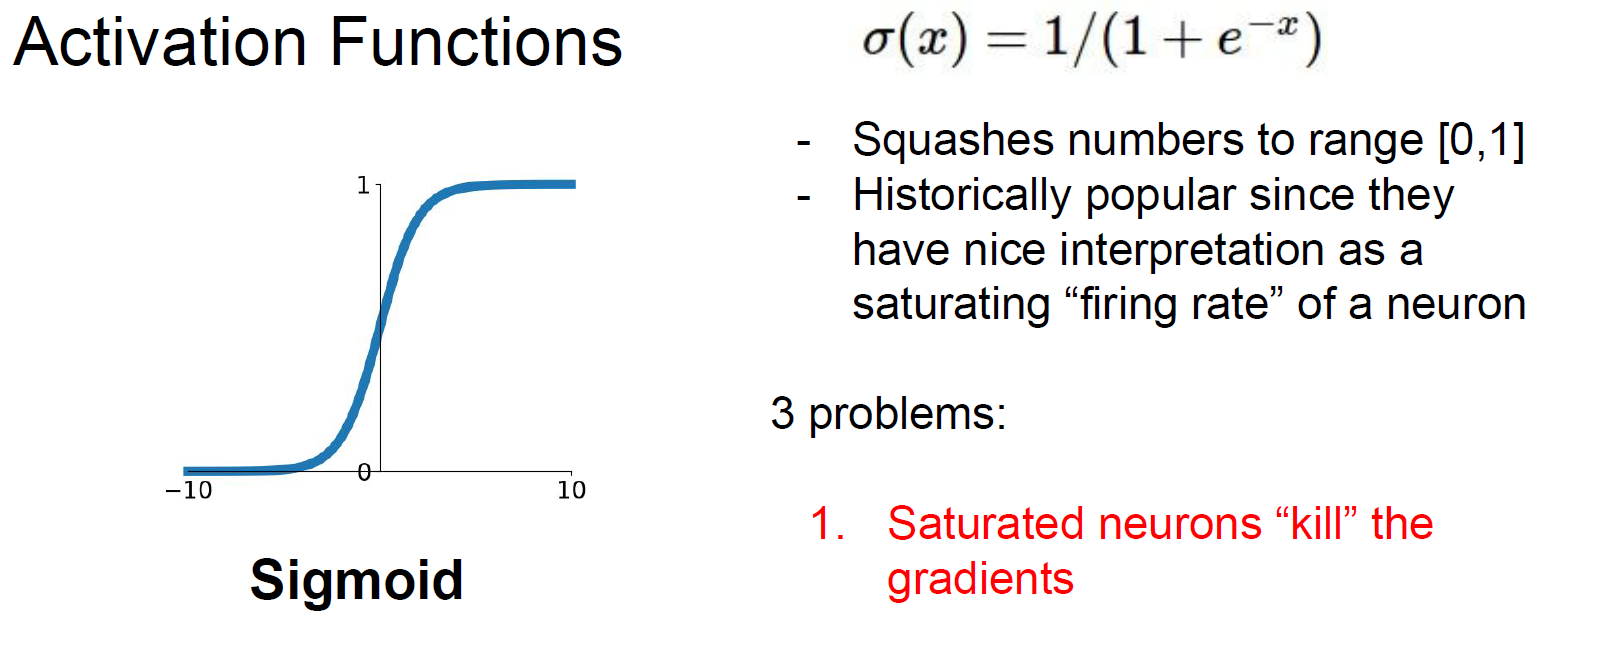 Activation Functions
σ(x) = 1/(1 + e^{-x})
- Squashes numbers to range [0,1]
- Historically popular since they
have nice interpretation as a
saturating “firing rate” of a neuron
3 problems:
1. Saturated neurons “kill” the
gradients
1
0
−10
10
Sigmoid